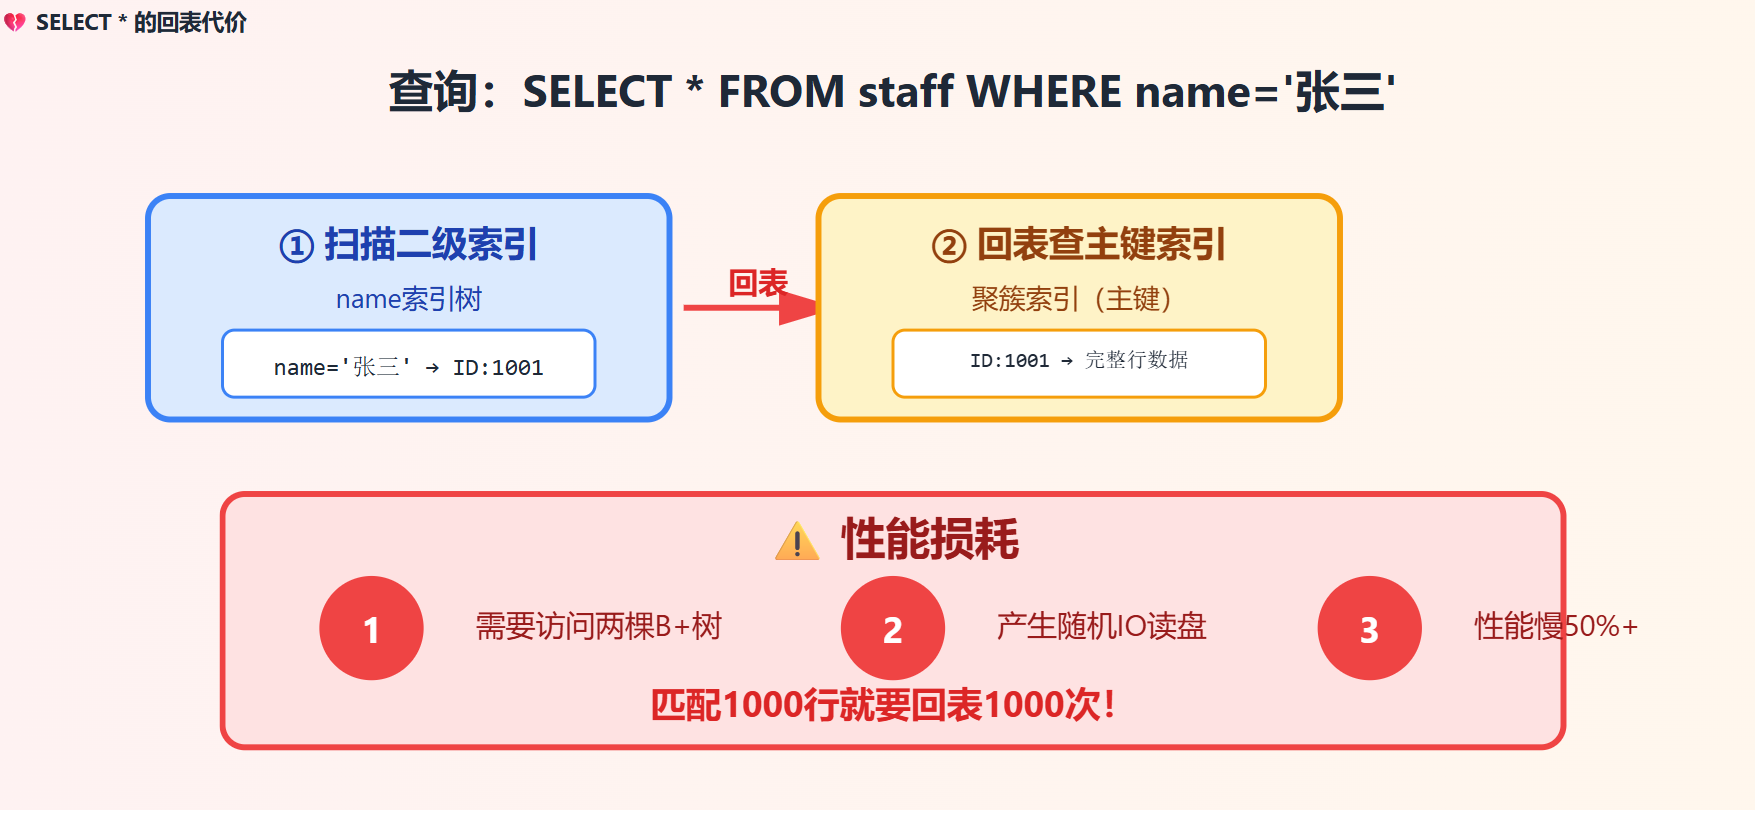 💔 SELECT * 的回表代价
查询：SELECT * FROM staff WHERE name='张三'
① 扫描二级索引
name索引树
name='张三' → ID:1001
回表
② 回表查主键索引
聚簇索引（主键）
ID:1001 → 完整行数据
⚠️ 性能损耗
1 需要访问两棵B+树
2 产生随机IO读盘
3 性能慢50%+
匹配1000行就要回表1000次！